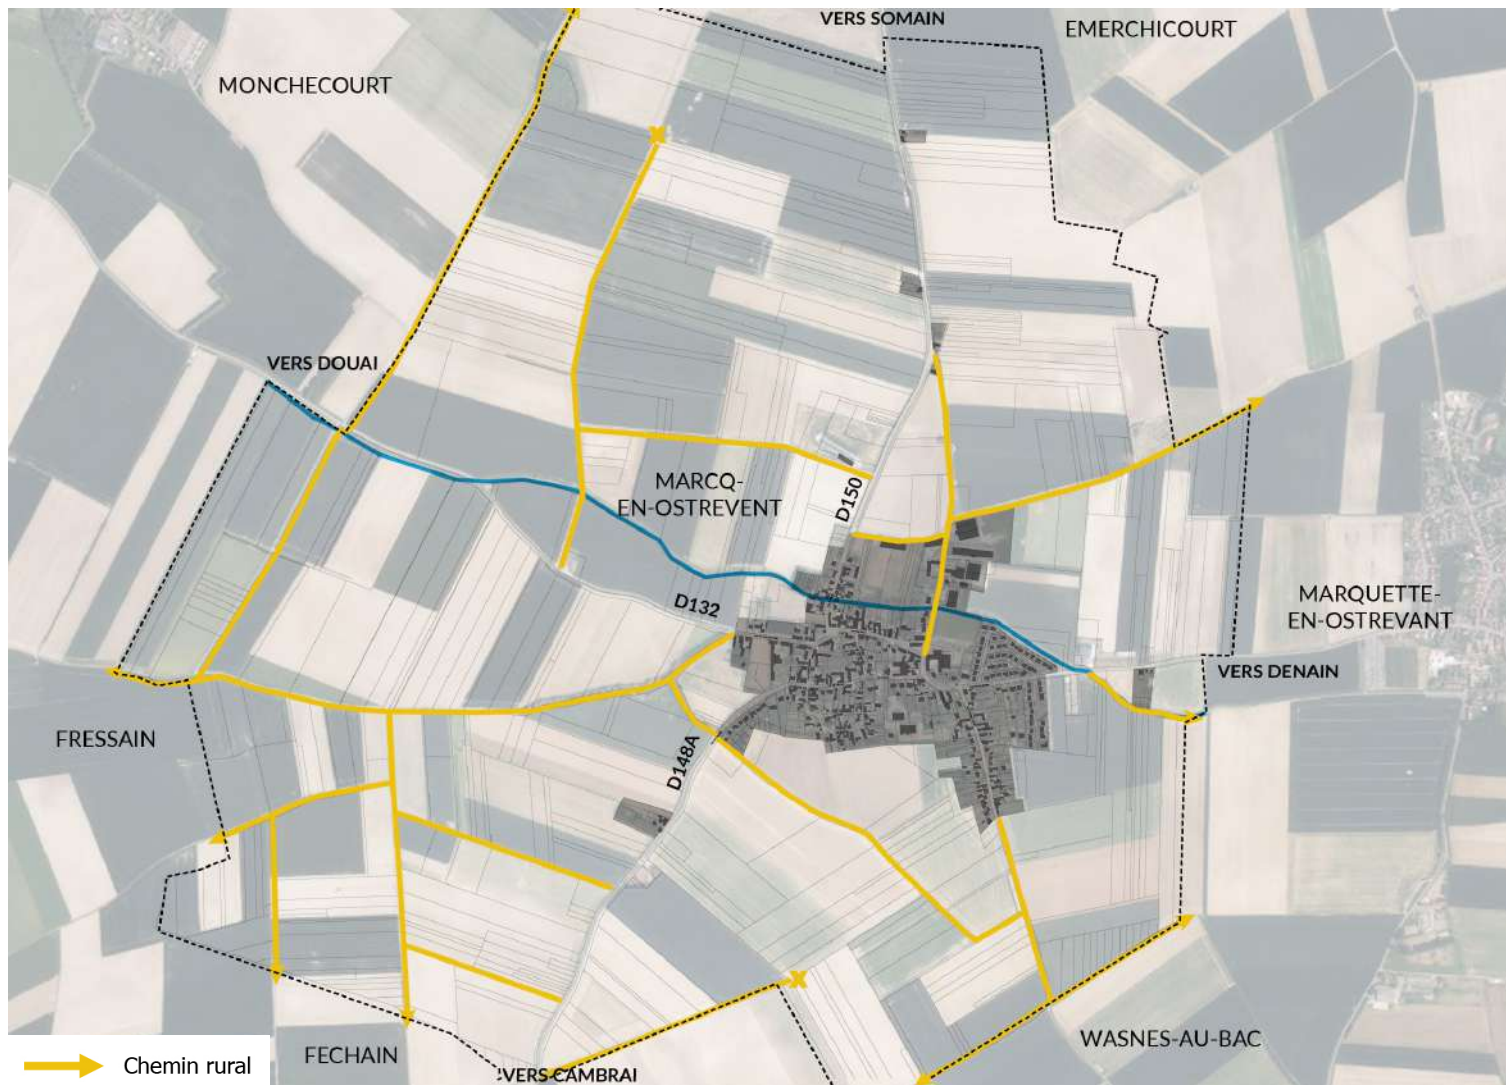 VERS SOMAIN
EMERCHICOURT
MONCHECOURT
VERS DOUAI
MARCQ-
EN-OSTREVENT
D150
D132
MARQUETTE-
EN-OSTREVANT
VERS DENAIN
FRESSAIN
D148A
WASNES-AU-BAC
FECHAIN
VERS CAMBRAI
Chemin rural